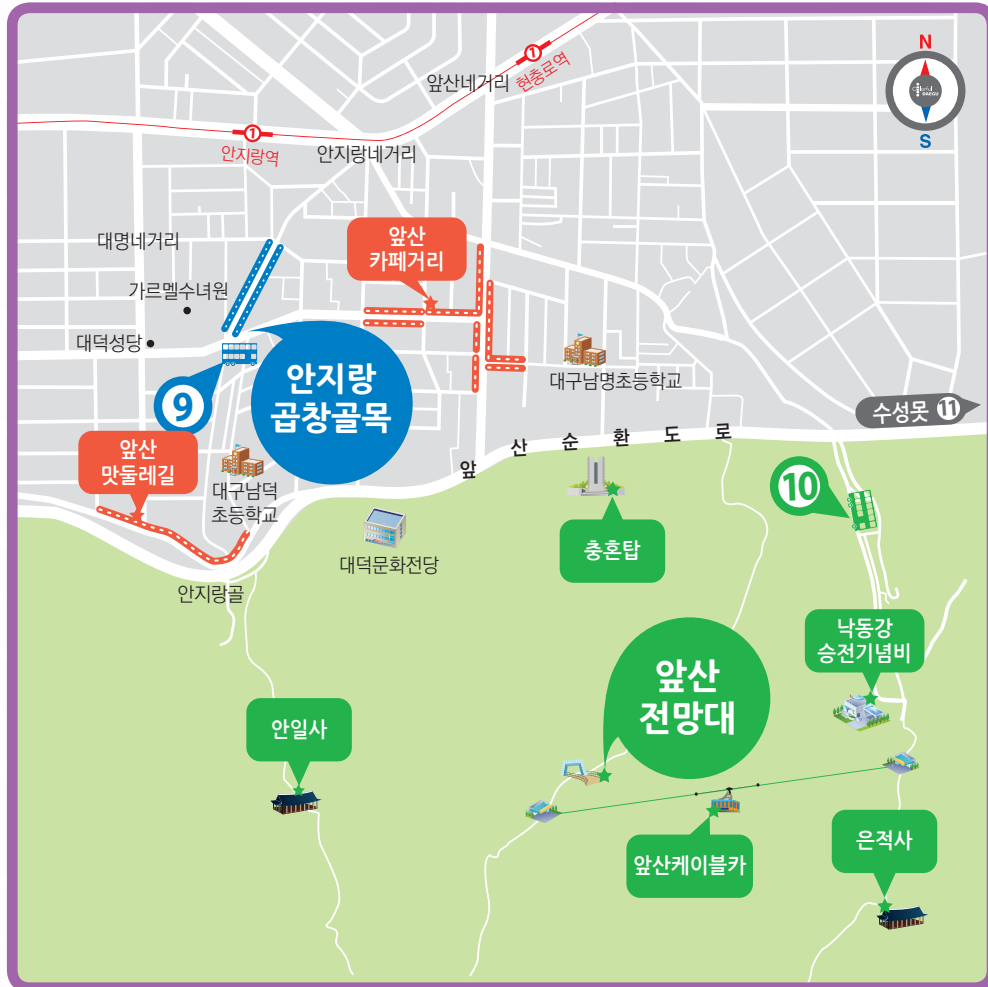 N
Colorful
DAEGU
S
1
현충로역
앞산네거리
1
안지랑역
안지랑네거리
대명네거리
앞산
카페거리
가르멜수녀원
대덕성당
대구남명초등학교
9
안지랑
곱창골목
수성못 11
앞산
맛둘레길
앞산순환도로
대구남덕
초등학교
10
충혼탑
대덕문화전당
안지랑골
낙동강
승전기념비
앞산
전망대
안일사
앞산케이블카
은적사